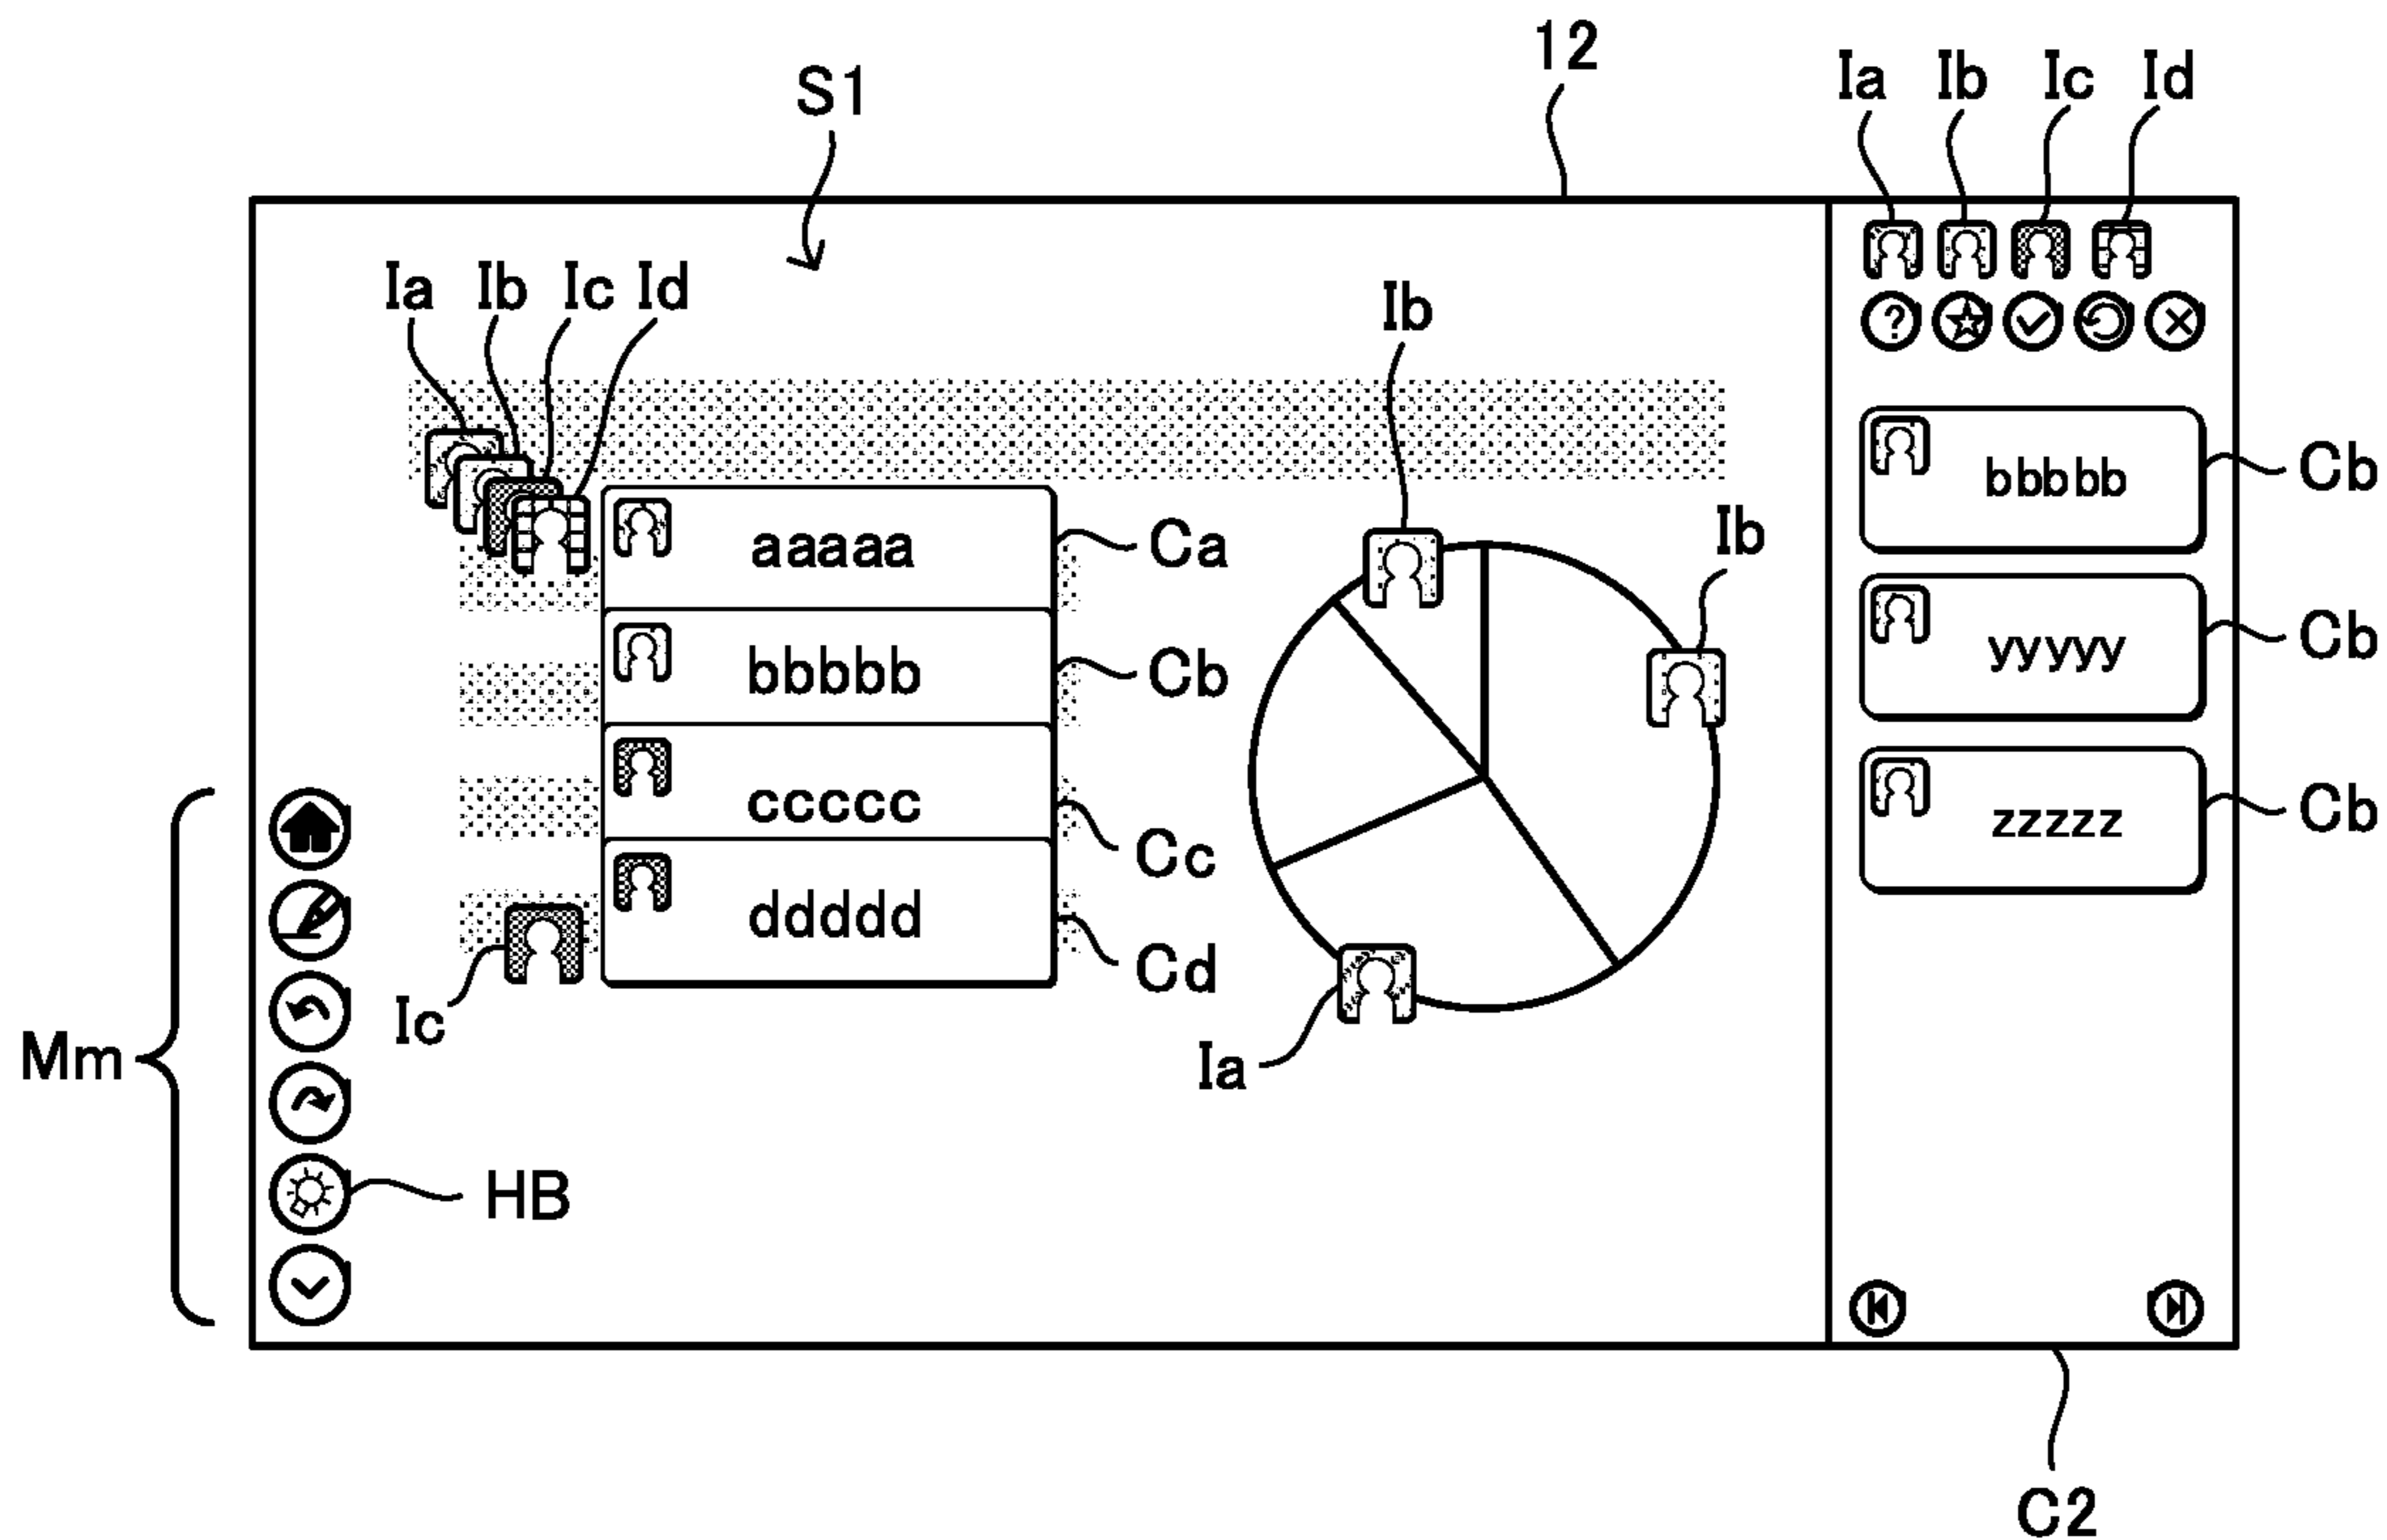 12
S1
Ia Ib Ic Id
Ia Ib Ic Id
Ib
?
bbbbb
Cb
aaaaa
Ca
Ib
yyyyy
Cb
bbbbb
Cb
ccccc
Cc
zzzzz
Cb
ddddd
Cd
Ic
Ia
Mm
HB
C2